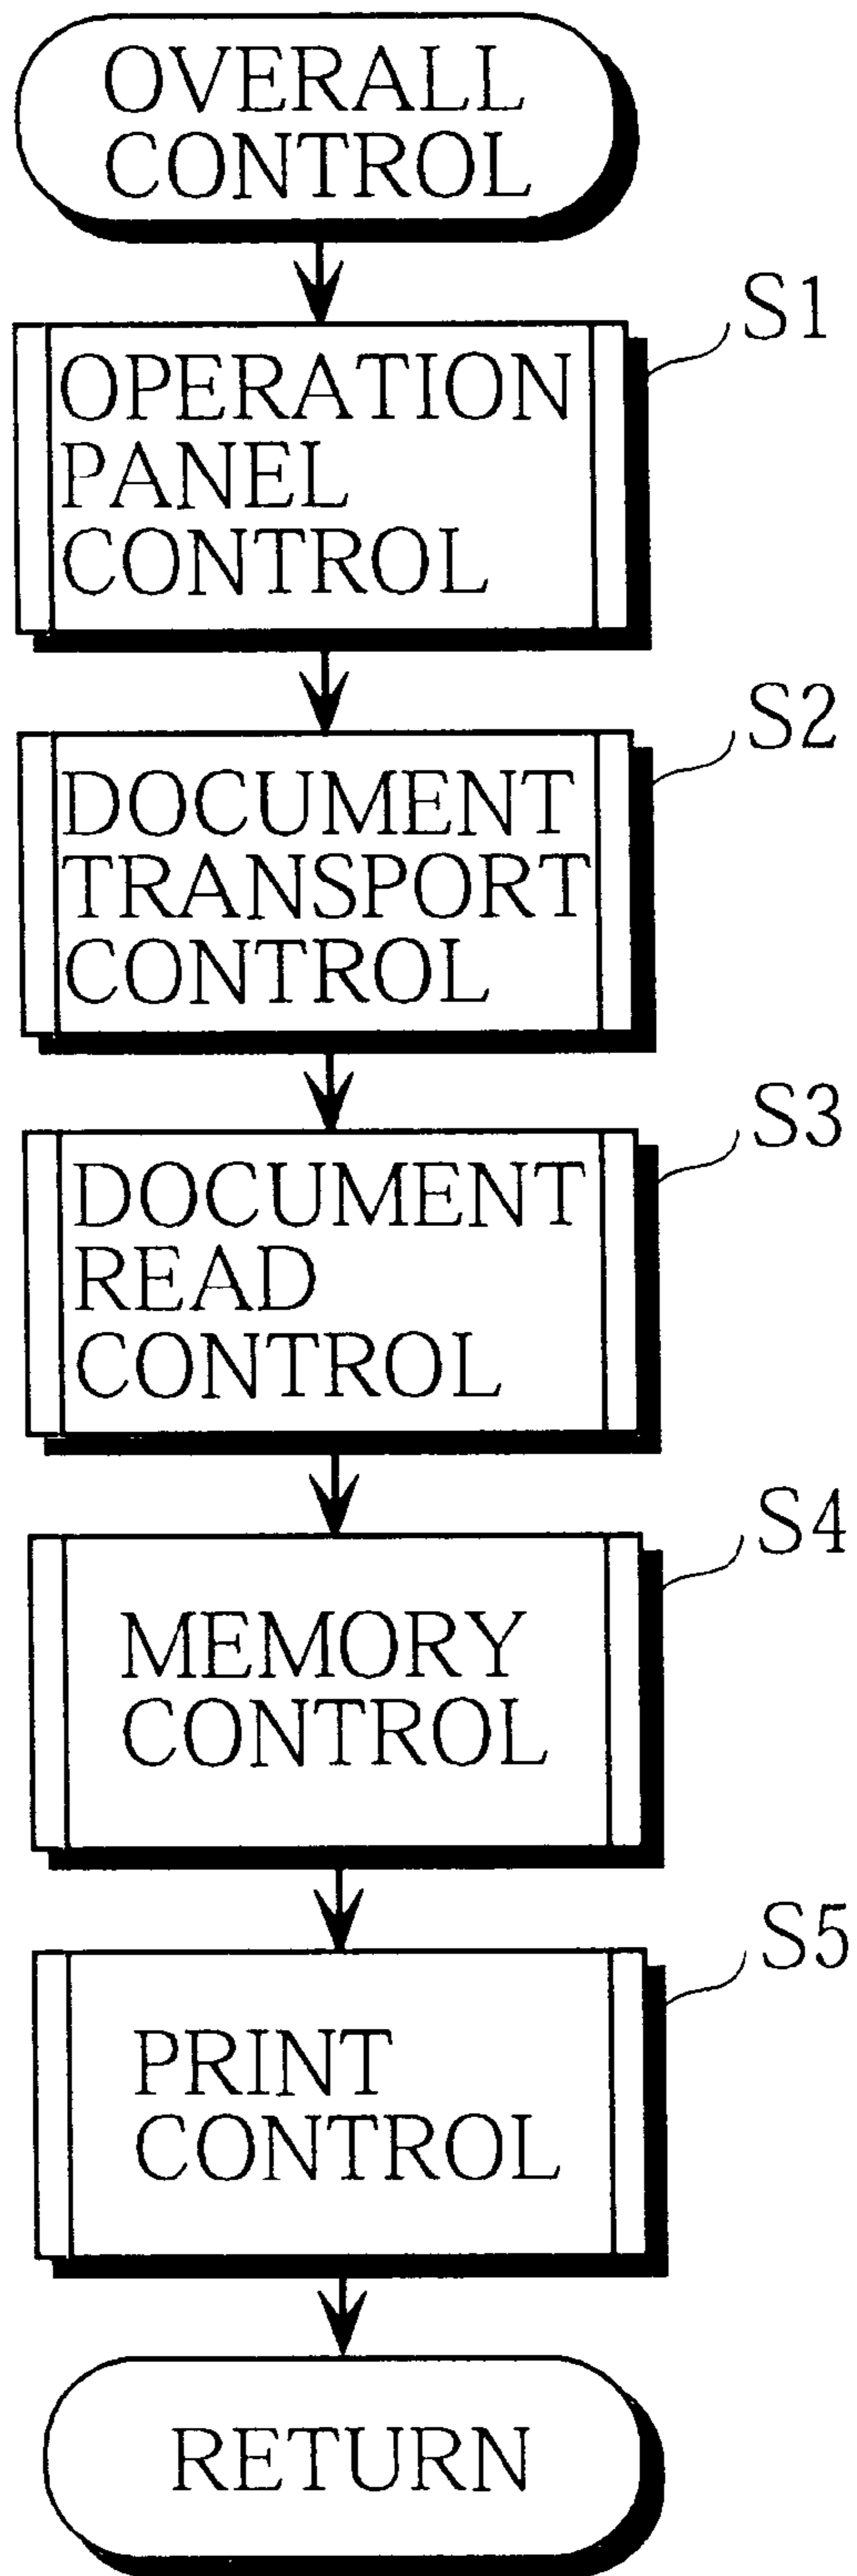 OVERALL
CONTROL
S1
OPERATION
PANEL
CONTROL
S2
DOCUMENT
TRANSPORT
CONTROL
S3
DOCUMENT
READ
CONTROL
S4
MEMORY
CONTROL
S5
PRINT
CONTROL
RETURN